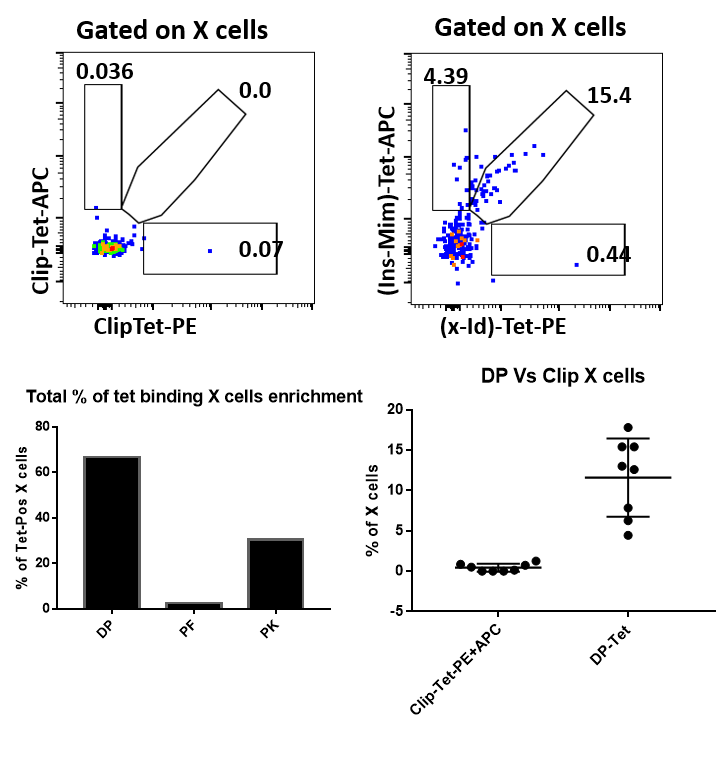 Gated on X cells
0.036
0.0
0.07
Clip-Tet-APC
ClipTet-PE
Gated on X cells
4.39
15.4
0.44
(Ins-Mim)-Tet-APC
(x-Id)-Tet-PE
Total % of tet binding X cells enrichment
% of Tet-Pos X cells
80
60
40
20
0
DP
PF
PK
DP Vs Clip X cells
% of X cells
20
15
10
5
0
-5
Clip-Tet-PE+APC
DP-Tet